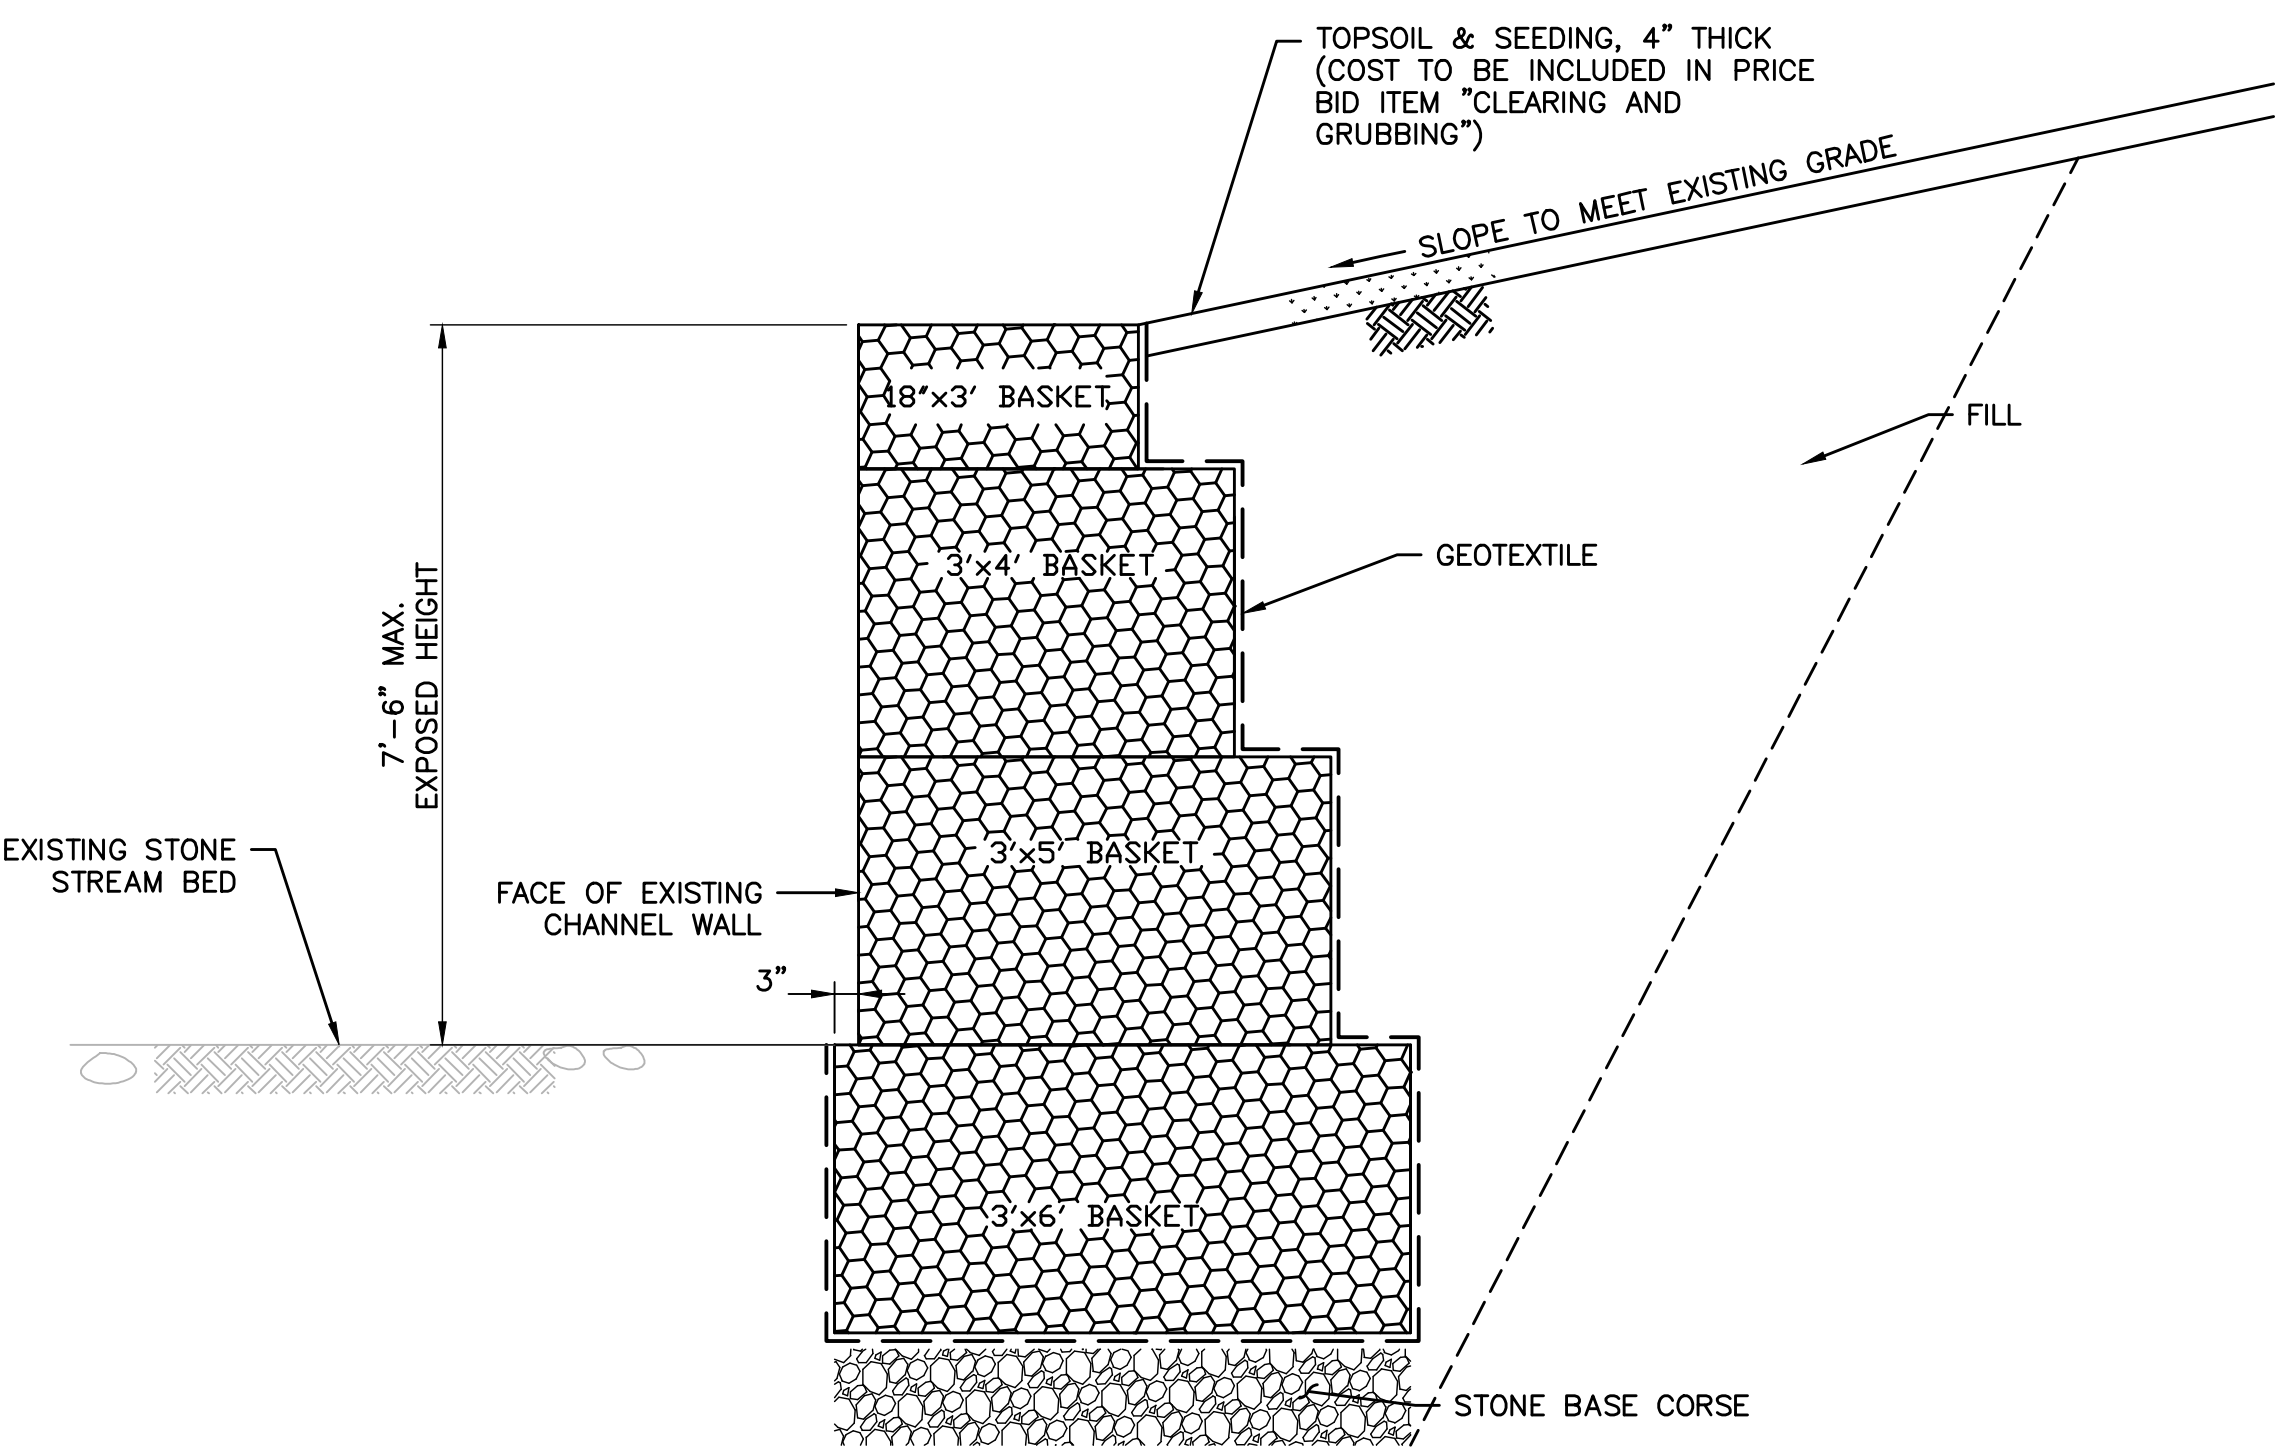 TOPSOIL & SEEDING, 4" THICK
(COST TO BE INCLUDED IN PRICE
BID ITEM "CLEARING AND
GRUBBING")
SLOPE TO MEET EXISTING GRADE
18"x3' BASKET
FILL
3'x4' BASKET
GEOTEXTILE
7'-6" MAX.
EXPOSED HEIGHT
3'x5' BASKET
EXISTING STONE
STREAM BED
FACE OF EXISTING
CHANNEL WALL
3"
3'x6' BASKET
STONE BASE CORSE